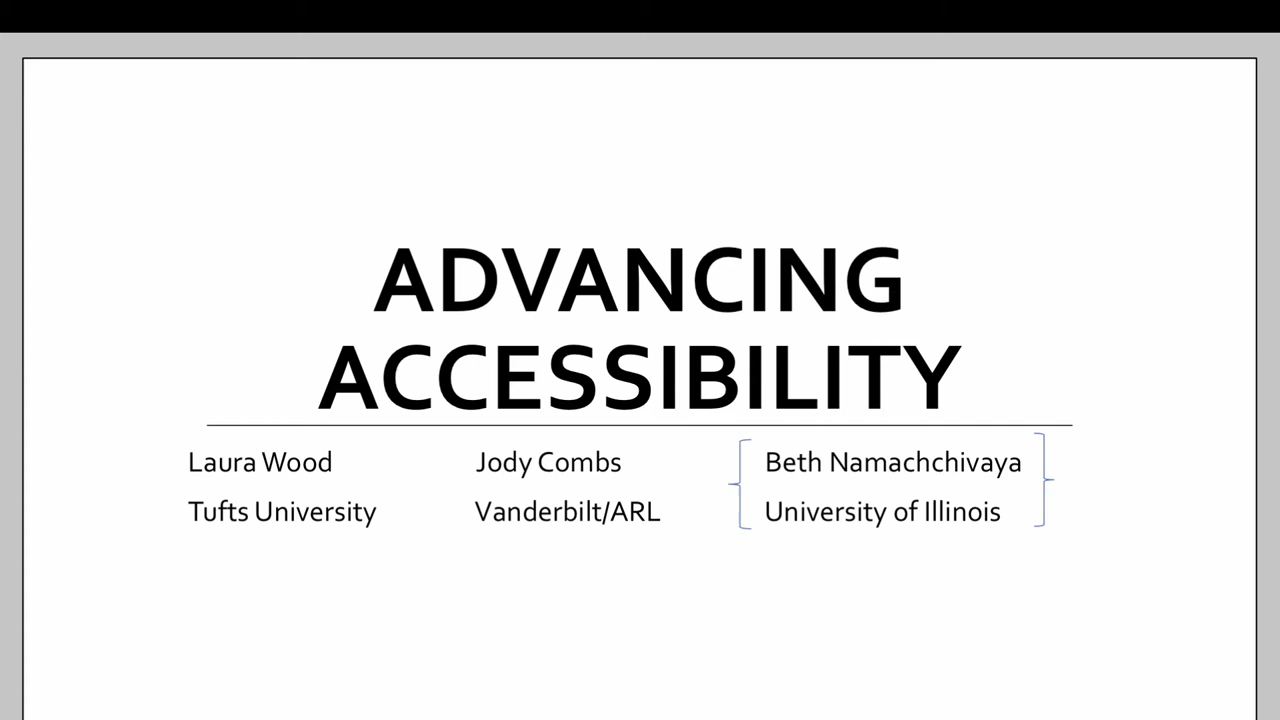 ADVANCING
ACCESSIBILITY
Laura Wood
Tufts University
Jody Combs
Vanderbilt/ARL
Beth Namachchivaya
University of Illinois